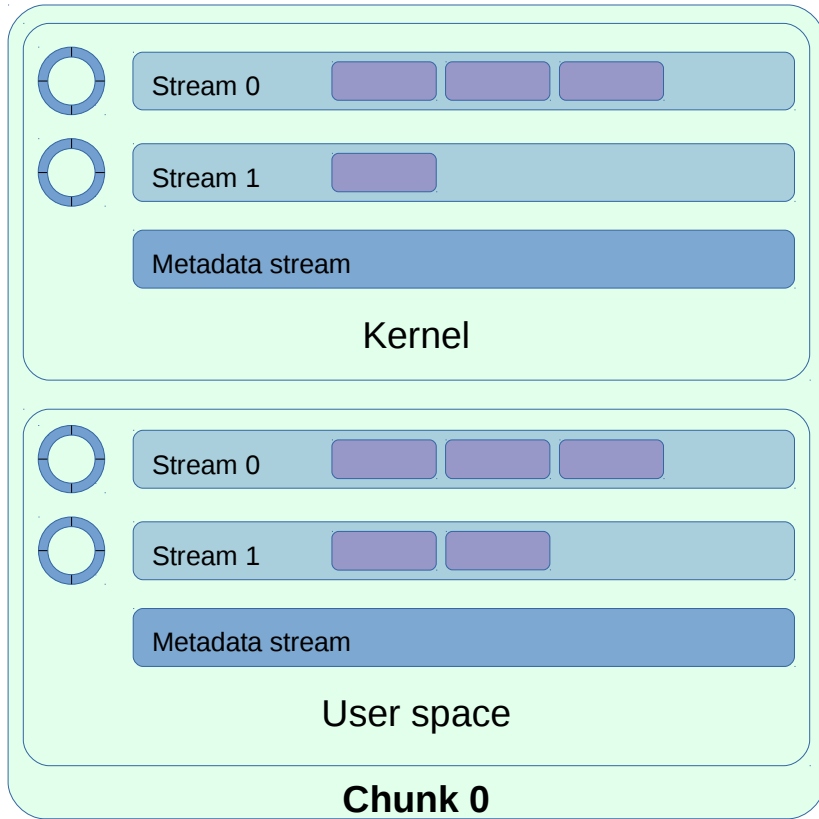 Stream 0
Stream 1
Metadata stream
Kernel
Stream 0
Stream 1
Metadata stream
User space
Chunk 0